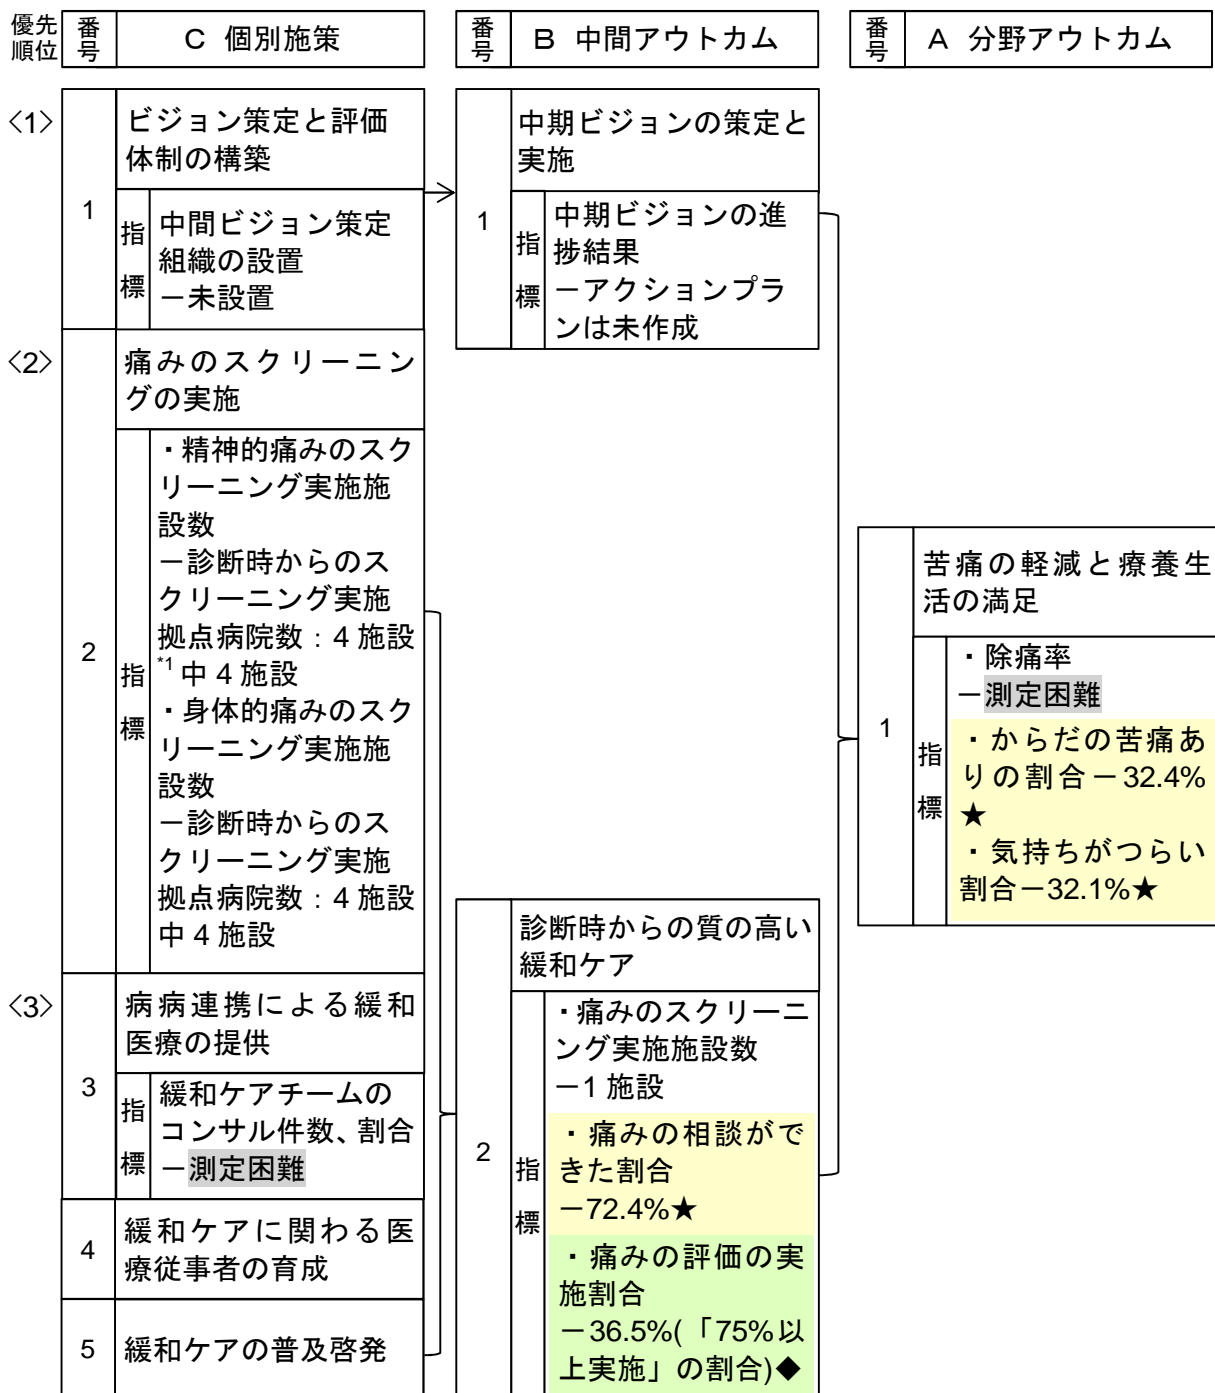 優先
順位
番
号
C 個別施策
番
号
B 中間アウトカム
番
号
A 分野アウトカム
〈1〉
1
ビジョン策定と評価
体制の構築
指
標
中間ビジョン策定
組織の設置
－未設置
〈2〉
2
痛みのスクリーニン
グの実施
指
標
・精神的痛みのスク
リーニング実施施
設数
－診断時からのス
クリーニング実施
拠点病院数：4 施設
*1 中 4 施設
・身体的痛みのスク
リーニング実施施
設数
－診断時からのス
クリーニング実施
拠点病院数：4 施設
中 4 施設
〈3〉
3
病病連携による緩和
医療の提供
指
標
緩和ケアチームの
コンサル件数、割合
－測定困難
4
緩和ケアに関わる医
療従事者の育成
5
緩和ケアの普及啓発
1
中期ビジョンの策定と
実施
指
標
中期ビジョンの進
捗結果
－アクションプラ
ンは未作成
2
診断時からの質の高い
緩和ケア
指
標
・痛みのスクリーニ
ング実施施設数
－1 施設
・痛みの相談がで
きた割合
－72.4%★
・痛みの評価の実
施割合
－36.5%(「75%以
上実施」の割合)◆
1
苦痛の軽減と療養生
活の満足
指
標
・除痛率
－測定困難
・からだの苦痛あ
りの割合－32.4%
★
・気持ちがつらい
割合－32.1%★